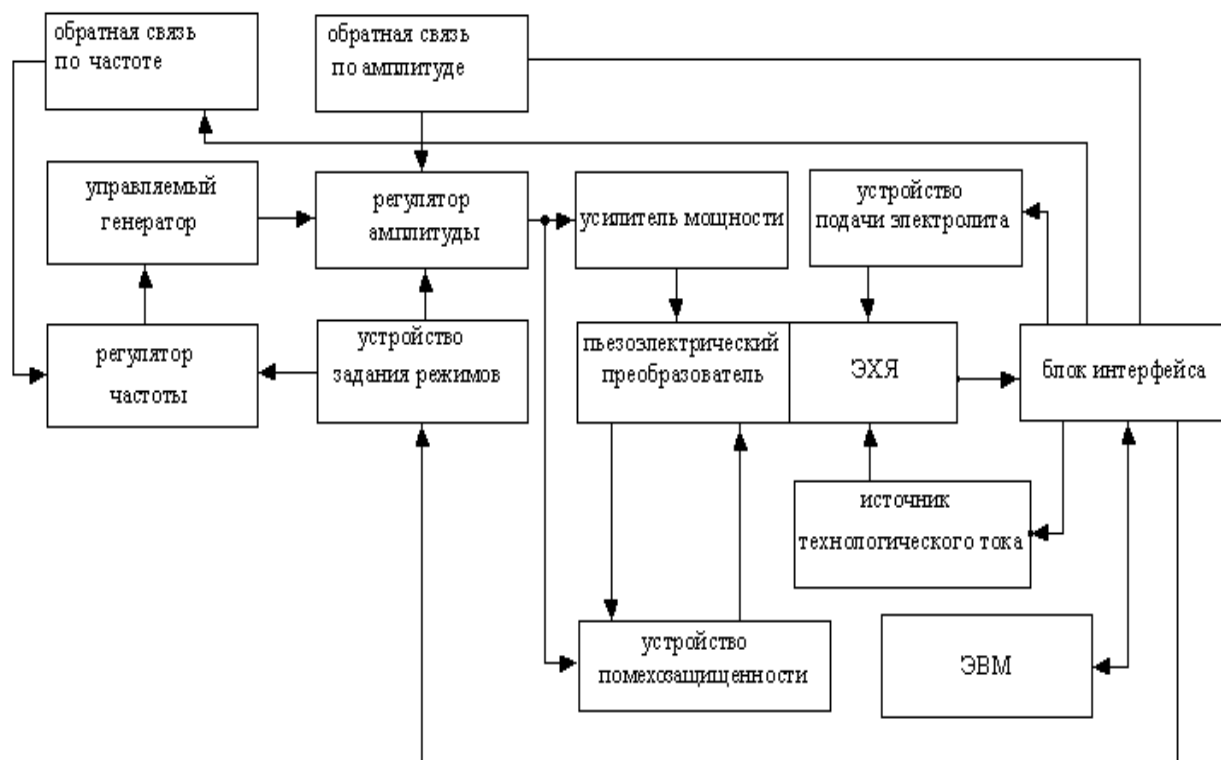 обратная связь
по частоте
обратная связь
по амплитуде
управляемый
генератор
регулятор
амплитуды
усилитель мощности
устройство
подачи электролита
регулятор
частоты
устройство
задания режимов
пьезоэлектрический
преобразователь
ЭХЯ
блок интерфейса
источник
технологического тока
устройство
помехозащищенности
ЭВМ